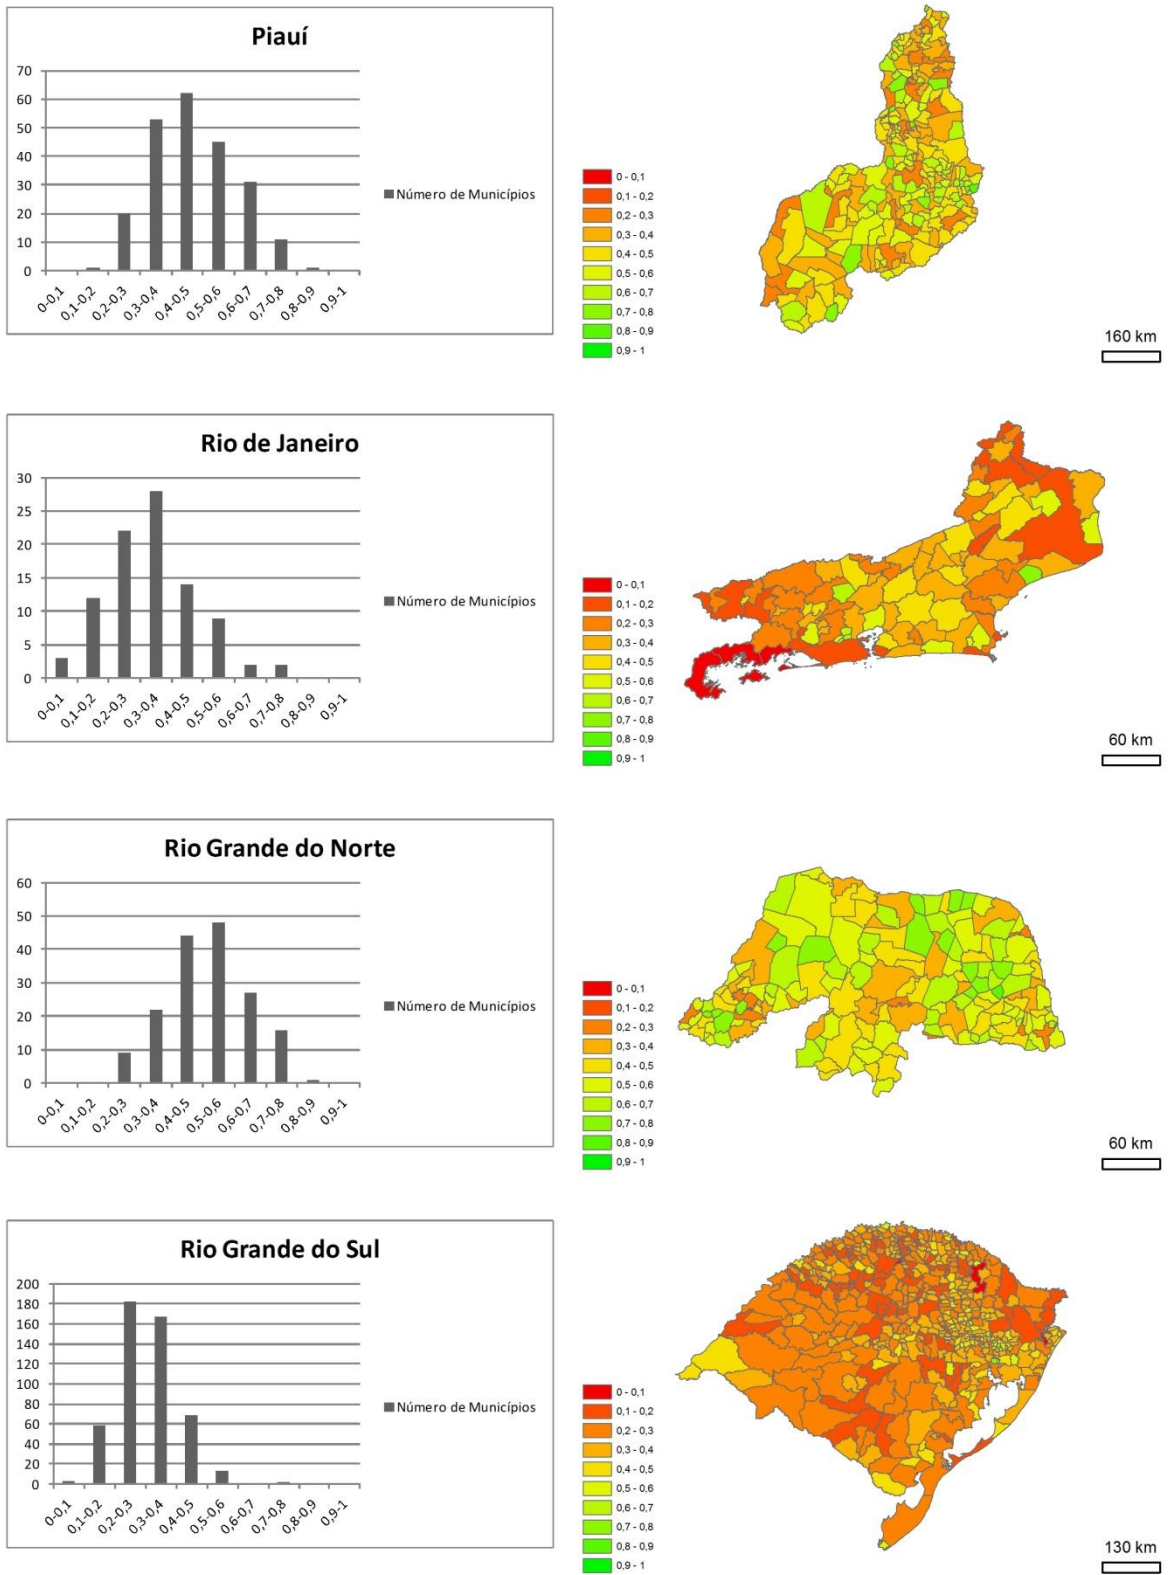 Piauí
70
60
50
40
30
20
10
0
0-0,1
0,1-0,2
0,2-0,3
0,3-0,4
0,4-0,5
0,5-0,6
0,6-0,7
0,7-0,8
0,8-0,9
0,9-1
Número de Municípios
0 - 0,1
0,1 - 0,2
0,2 - 0,3
0,3 - 0,4
0,4 - 0,5
0,5 - 0,6
0,6 - 0,7
0,7 - 0,8
0,8 - 0,9
0,9 - 1
160 km
Rio de Janeiro
30
25
20
15
10
5
0
0-0,1
0,1-0,2
0,2-0,3
0,3-0,4
0,4-0,5
0,5-0,6
0,6-0,7
0,7-0,8
0,8-0,9
0,9-1
Número de Municípios
0 - 0,1
0,1 - 0,2
0,2 - 0,3
0,3 - 0,4
0,4 - 0,5
0,5 - 0,6
0,6 - 0,7
0,7 - 0,8
0,8 - 0,9
0,9 - 1
60 km
Rio Grande do Norte
60
50
40
30
20
10
0
0-0,1
0,1-0,2
0,2-0,3
0,3-0,4
0,4-0,5
0,5-0,6
0,6-0,7
0,7-0,8
0,8-0,9
0,9-1
Número de Municípios
0 - 0,1
0,1 - 0,2
0,2 - 0,3
0,3 - 0,4
0,4 - 0,5
0,5 - 0,6
0,6 - 0,7
0,7 - 0,8
0,8 - 0,9
0,9 - 1
60 km
Rio Grande do Sul
200
180
160
140
120
100
80
60
40
20
0
0-0,1
0,1-0,2
0,2-0,3
0,3-0,4
0,4-0,5
0,5-0,6
0,6-0,7
0,7-0,8
0,8-0,9
0,9-1
Número de Municípios
0 - 0,1
0,1 - 0,2
0,2 - 0,3
0,3 - 0,4
0,4 - 0,5
0,5 - 0,6
0,6 - 0,7
0,7 - 0,8
0,8 - 0,9
0,9 - 1
130 km